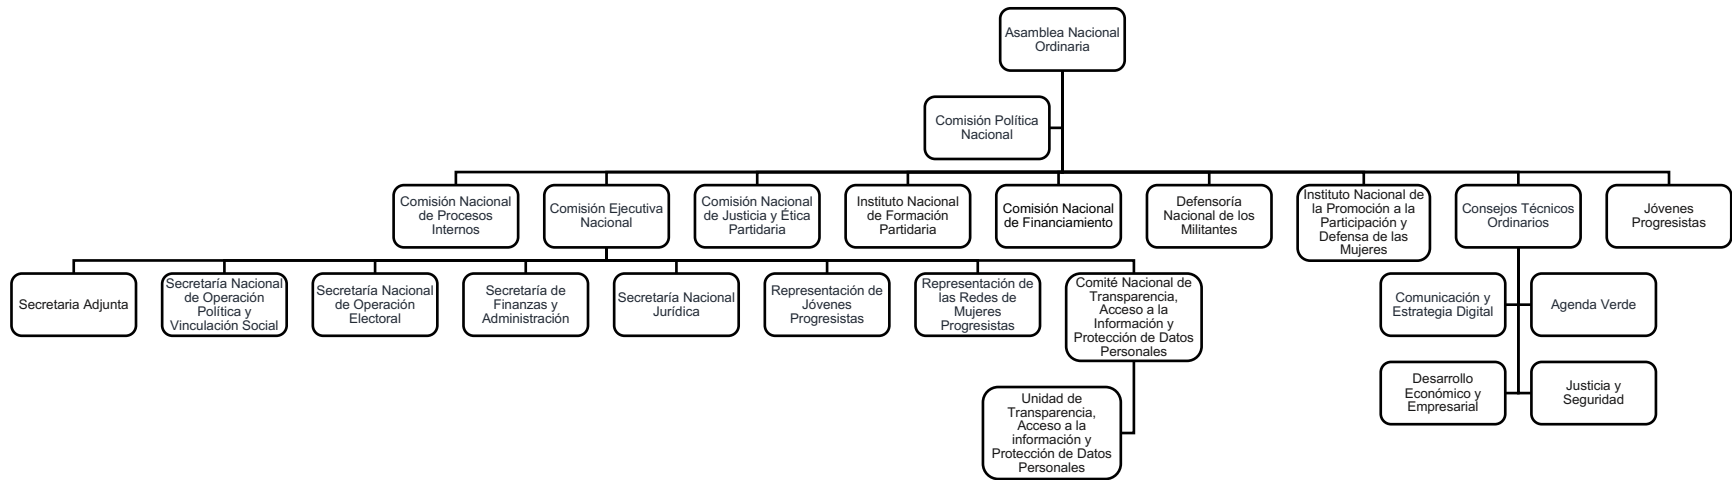 Asamblea Nacional
Ordinaria
Comisión Política
Nacional
Comisión Nacional
de Procesos
Internos
Comisión Ejecutiva
Nacional
Comisión Nacional
de Justicia y Ética
Partidaria
Instituto Nacional
de Formación
Partidaria
Comisión Nacional
de Financiamiento
Defensoría
Nacional de los
Militantes
Instituto Nacional de
la Promoción a la
Participación y
Defensa de las
Mujeres
Consejos Técnicos
Ordinarios
Jóvenes
Progresistas
Secretaria Adjunta
Secretaría Nacional
de Operación
Política y
Vinculación Social
Secretaría Nacional
de Operación
Electoral
Secretaría de
Finanzas y
Administración
Secretaría Nacional
Jurídica
Representación de
Jóvenes
Progresistas
Representación de
las Redes de
Mujeres
Progresistas
Comité Nacional de
Transparencia,
Acceso a la
Información y
Protección de Datos
Personales
Comunicación y
Estrategia Digital
Agenda Verde
Desarrollo
Económico y
Empresarial
Justicia y
Seguridad
Unidad de
Transparencia,
Acceso a la
información y
Protección de Datos
Personales